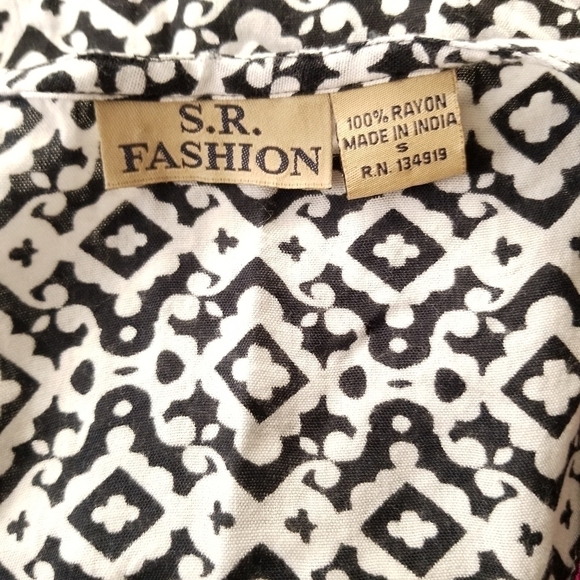 S.R.
FASHION
100% RAYON
MADE IN INDIA
S
R.N. 134919